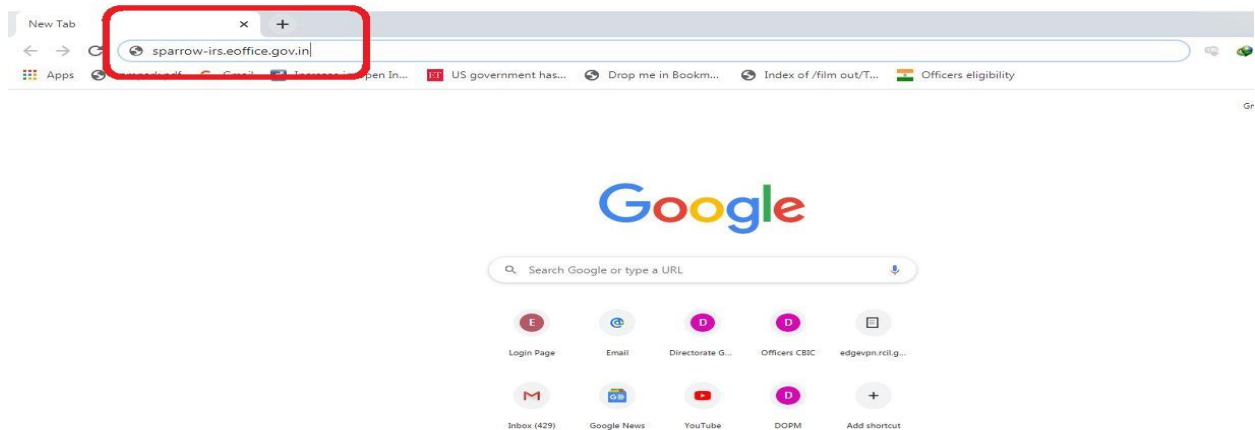 New Tab
sparrow-irs.eoffice.gov.in
Apps
US government has...
Drop me in Bookm...
Index of /film out/T...
Officers eligibility
Google
Search Google or type a URL
E
D
D
Login Page
Email
Directorate G...
Officers CBIC
edgevpn.rcil.g...
D
Inbox (429)
Google News
YouTube
DOPM
Add shortcut